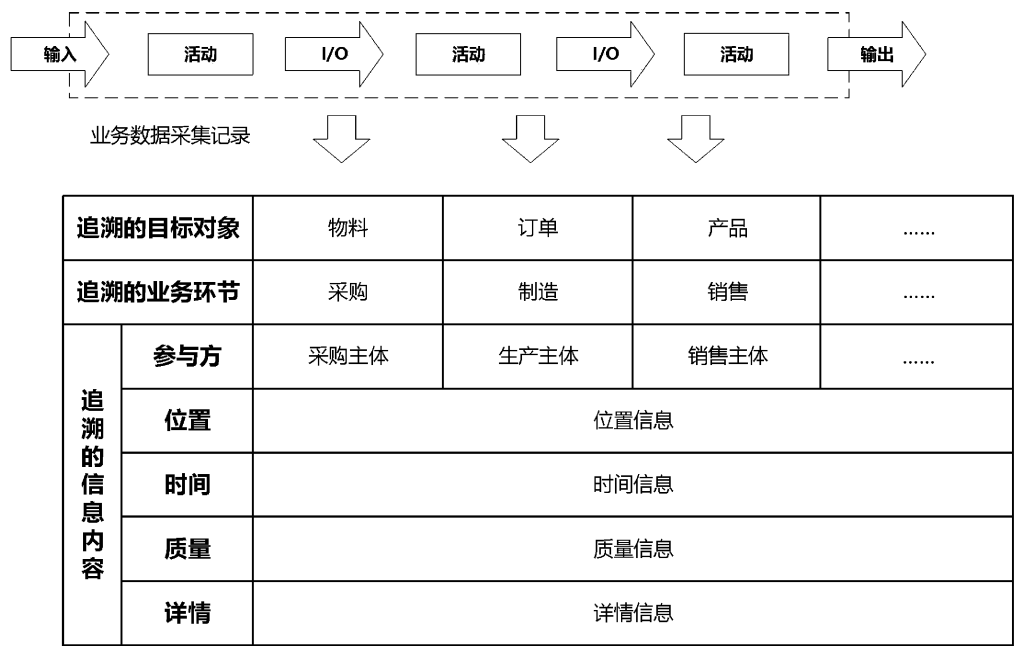 输入 活动 I/O 活动 I/O 活动 输出
业务数据采集记录
追溯的目标对象 物料 订单 产品 ……
追溯的业务环节 采购 制造 销售 ……
追溯的信息内容
参与方 采购主体 生产主体 销售主体 ……
位置 位置信息
时间 时间信息
质量 质量信息
详情 详情信息